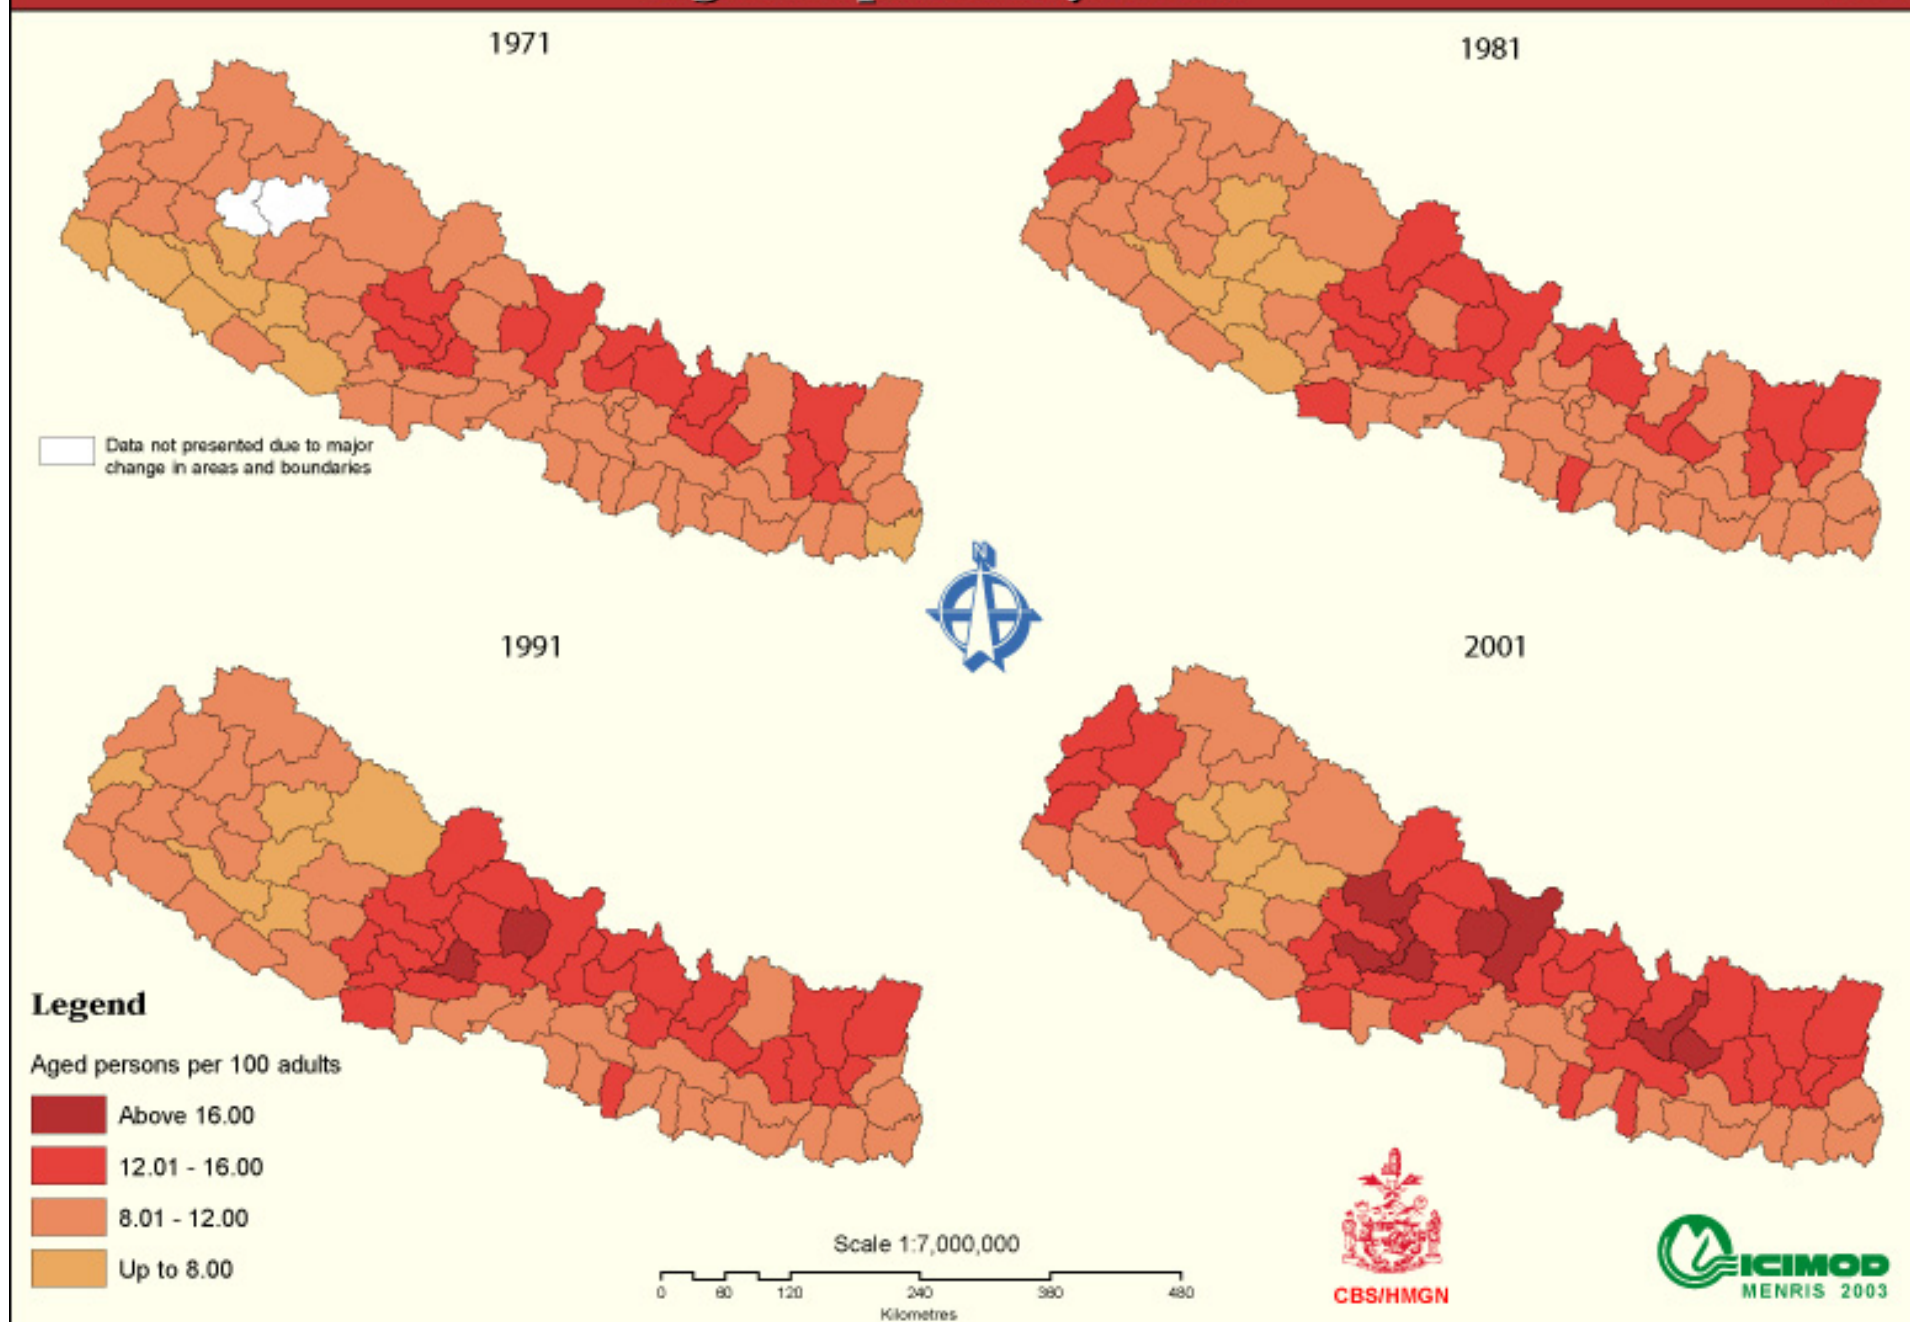 1971
1981
Data not presented due to major
change in areas and boundaries
N
1991
2001
Legend
Aged persons per 100 adults
Above 16.00
12.01 - 16.00
8.01 - 12.00
Up to 8.00
Scale 1:7,000,000
0 60 120 240 360 480
Kilometres
CBS/HMGN
ICIMOD
MENRIS 2003